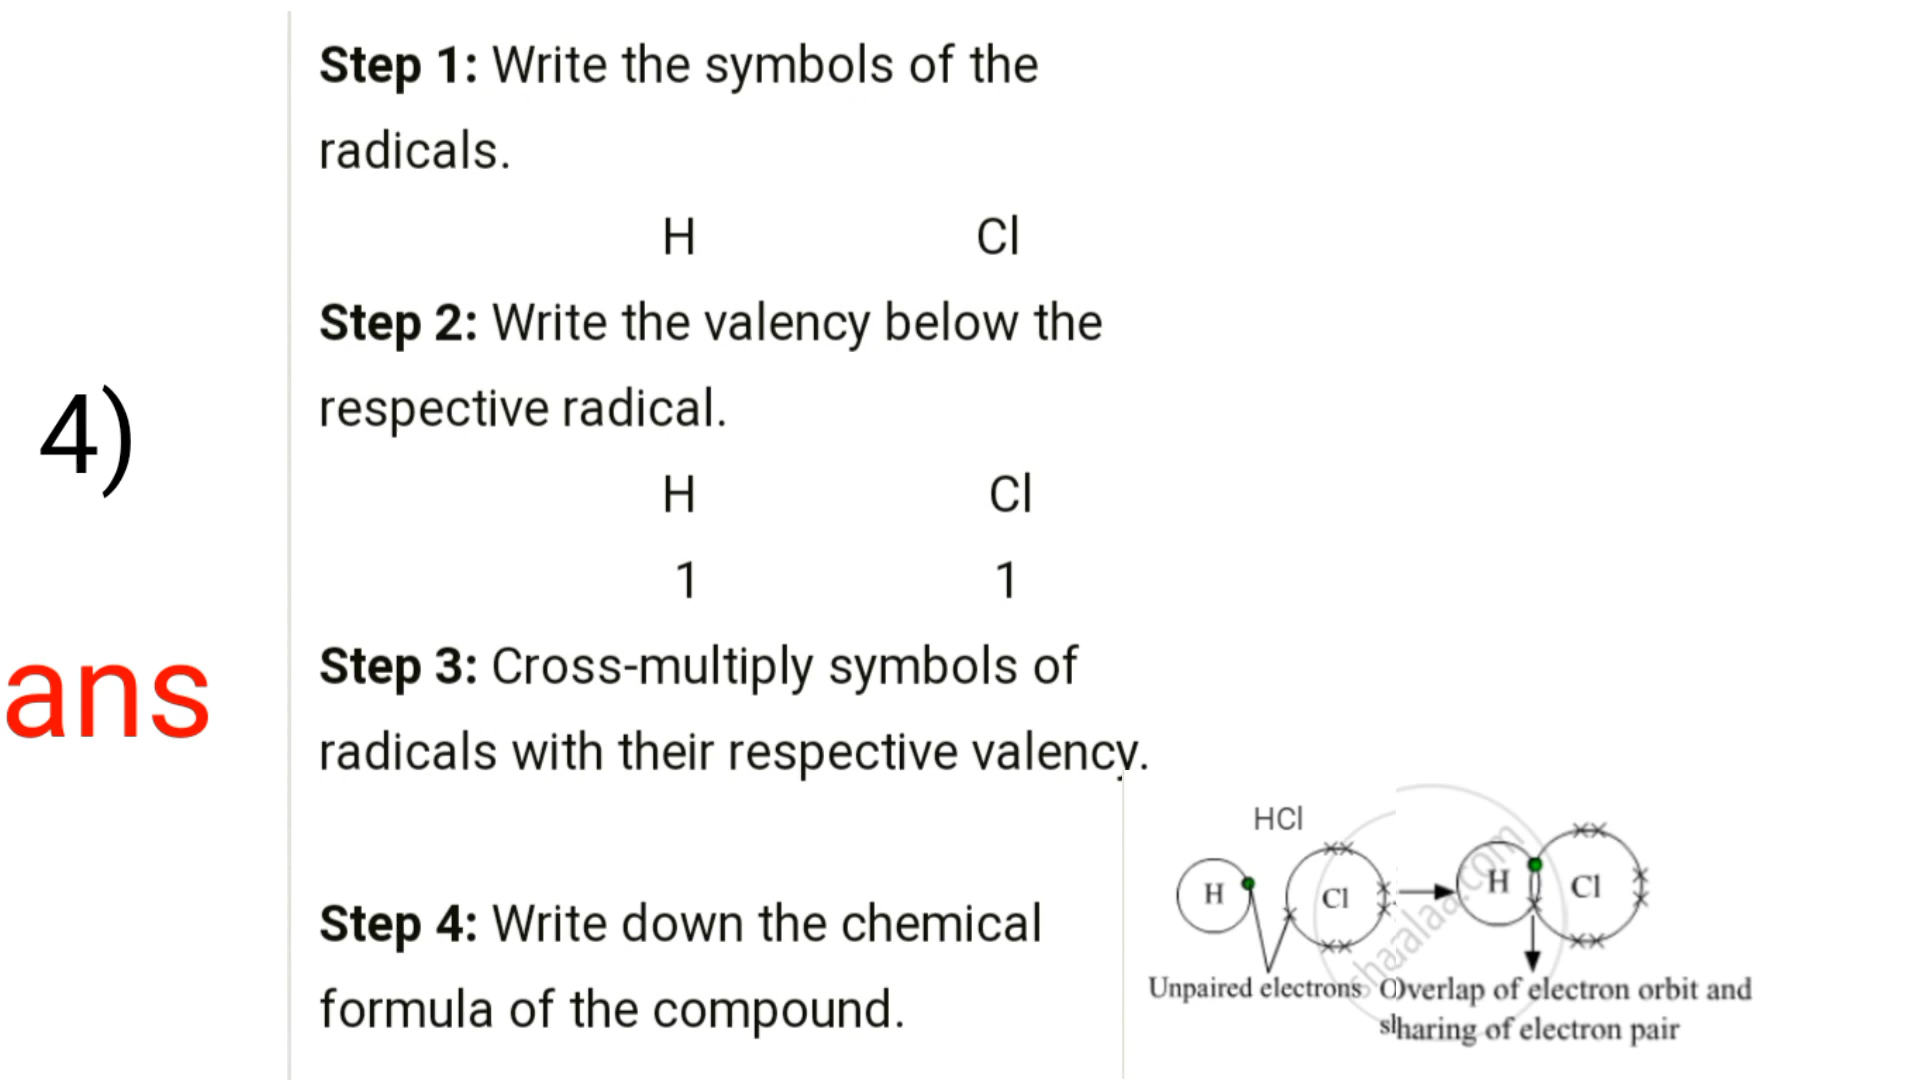 Step 1: Write the symbols of the
radicals.
H Cl
Step 2: Write the valency below the
respective radical.
4)
H Cl
1 1
ans
Step 3: Cross-multiply symbols of
radicals with their respective valency.
Step 4: Write down the chemical
formula of the compound.
HCl
H Cl H Cl
Unpaired electrons
Overlap of electron orbit and
sharing of electron pair
shaalaa.com